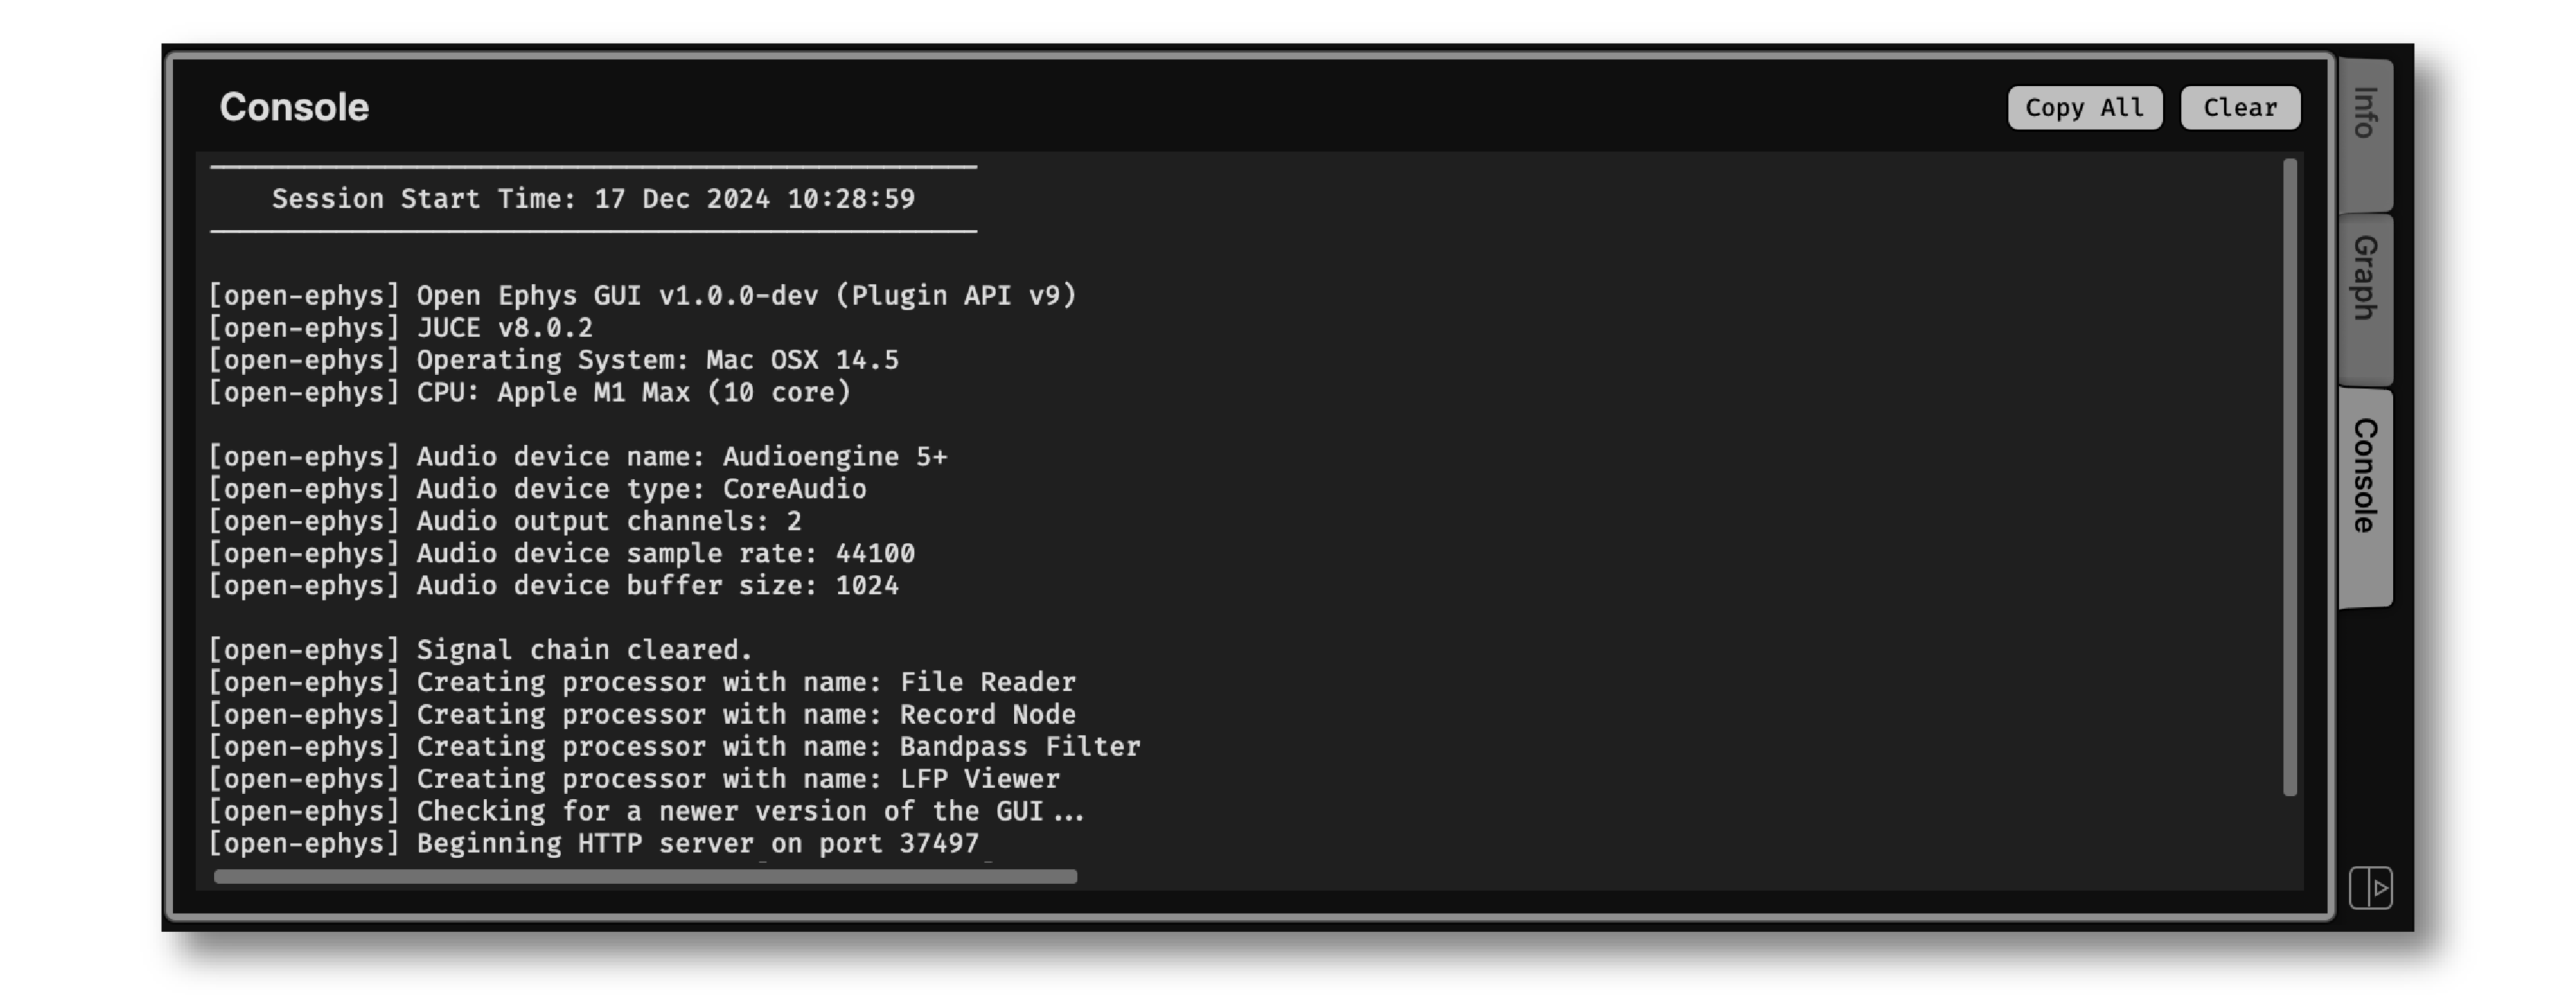 Console
Copy All
Clear
Session Start Time: 17 Dec 2024 10:28:59
[open-ephys] Open Ephys GUI v1.0.0-dev (Plugin API v9)
[open-ephys] JUCE v8.0.2
[open-ephys] Operating System: Mac OSX 14.5
[open-ephys] CPU: Apple M1 Max (10 core)
[open-ephys] Audio device name: Audioengine 5+
[open-ephys] Audio device type: CoreAudio
[open-ephys] Audio output channels: 2
[open-ephys] Audio device sample rate: 44100
[open-ephys] Audio device buffer size: 1024
[open-ephys] Signal chain cleared.
[open-ephys] Creating processor with name: File Reader
[open-ephys] Creating processor with name: Record Node
[open-ephys] Creating processor with name: Bandpass Filter
[open-ephys] Creating processor with name: LFP Viewer
[open-ephys] Checking for a newer version of the GUI...
[open-ephys] Beginning HTTP server on port 37497
Info
Graph
Console